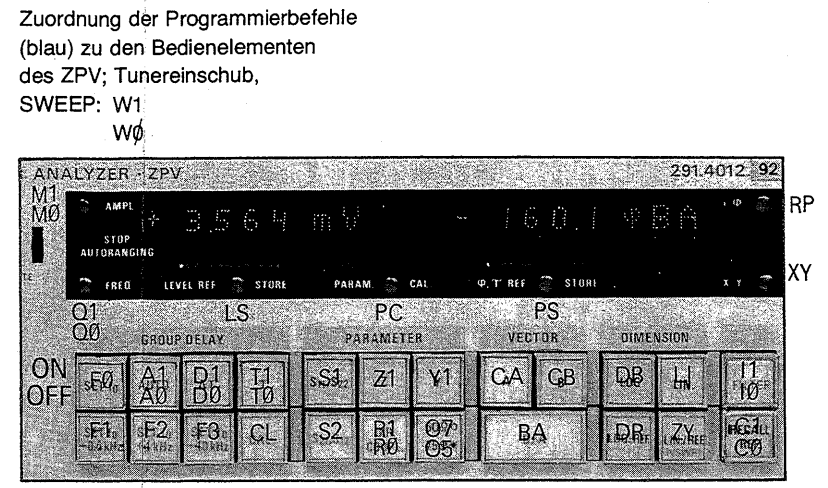 Zuordnung der Programmierbefehle
(blau) zu den Bedienelementen
des ZPV; Tunereinschub,
SWEEP: W1
WØ
ANALYZER · ZPV 291.4012 92
M1
MØ
AMPL
+ 3.564 mV - 160.1 φBA
RP
STOP
AUTORANGING
FREQ LEVEL REF STORE PARAM. CAL φ,T REF STORE X Y
XY
Q1
QØ
LS PC PS
GROUP DELAY PARAMETER VECTOR DIMENSION
ON
OFF
EØ A1 D1 T1 S1 Z1 Y1 CA CB DB LI I1
AØ DØ TØ IØ
F1 F2 F3 CL S2 R1 O7 BA DR ZY C1
RØ O5 CØ
RECALL